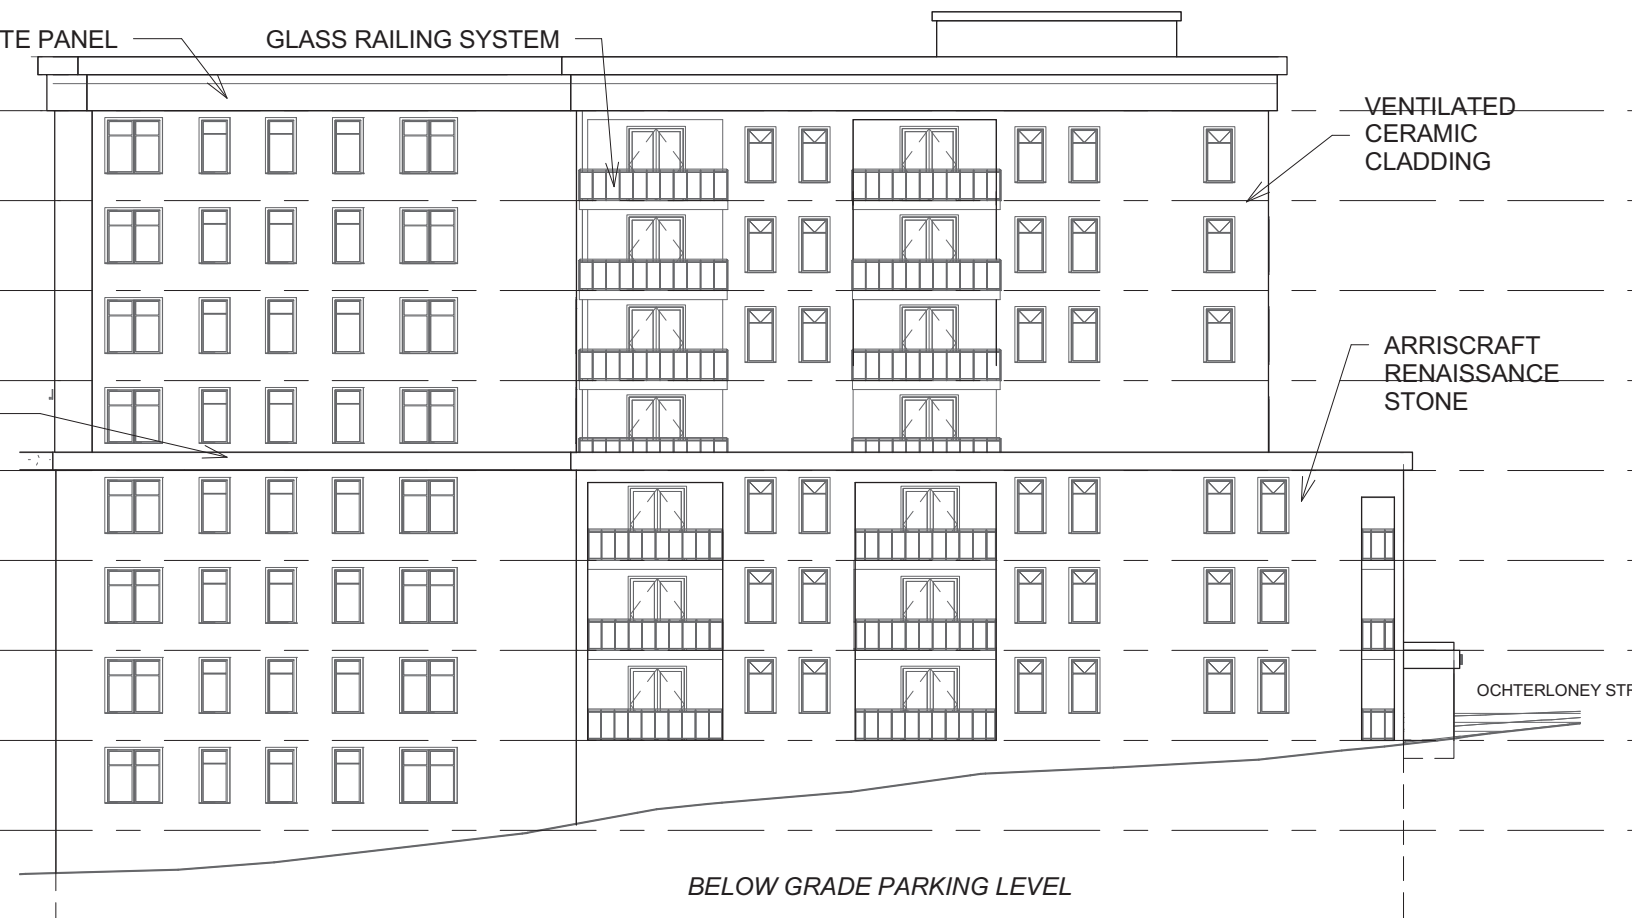 TE PANEL
GLASS RAILING SYSTEM
VENTILATED
CERAMIC
CLADDING
ARRISCRAFT
RENAISSANCE
STONE
OCHTERLONEY STR
BELOW GRADE PARKING LEVEL